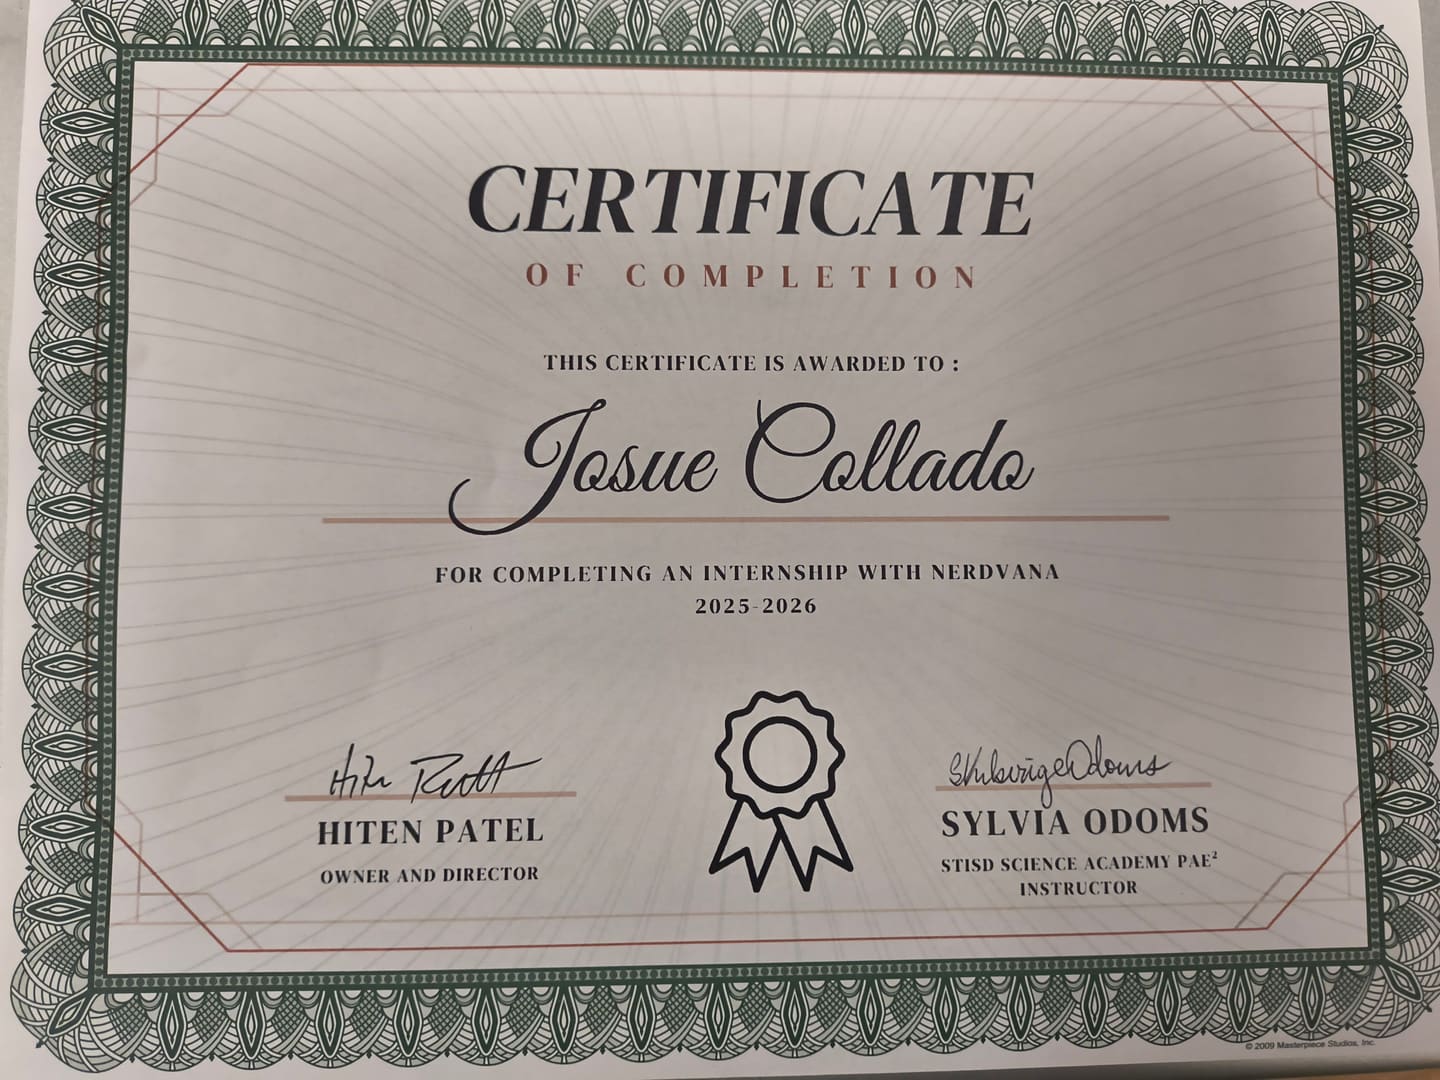 CERTIFICATE
OF COMPLETION
THIS CERTIFICATE IS AWARDED TO :
Josue Collado
FOR COMPLETING AN INTERNSHIP WITH NERDVANA
2025-2026
HITEN PATEL
OWNER AND DIRECTOR
SYLVIA ODOMS
STISD SCIENCE ACADEMY PAE²
INSTRUCTOR
© 2009 Masterpiece Studios, Inc.